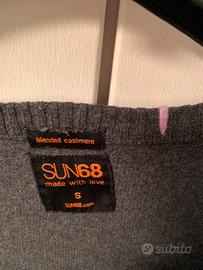 blended cashmere
SUN68
made with love
S
SUN68.com
subito